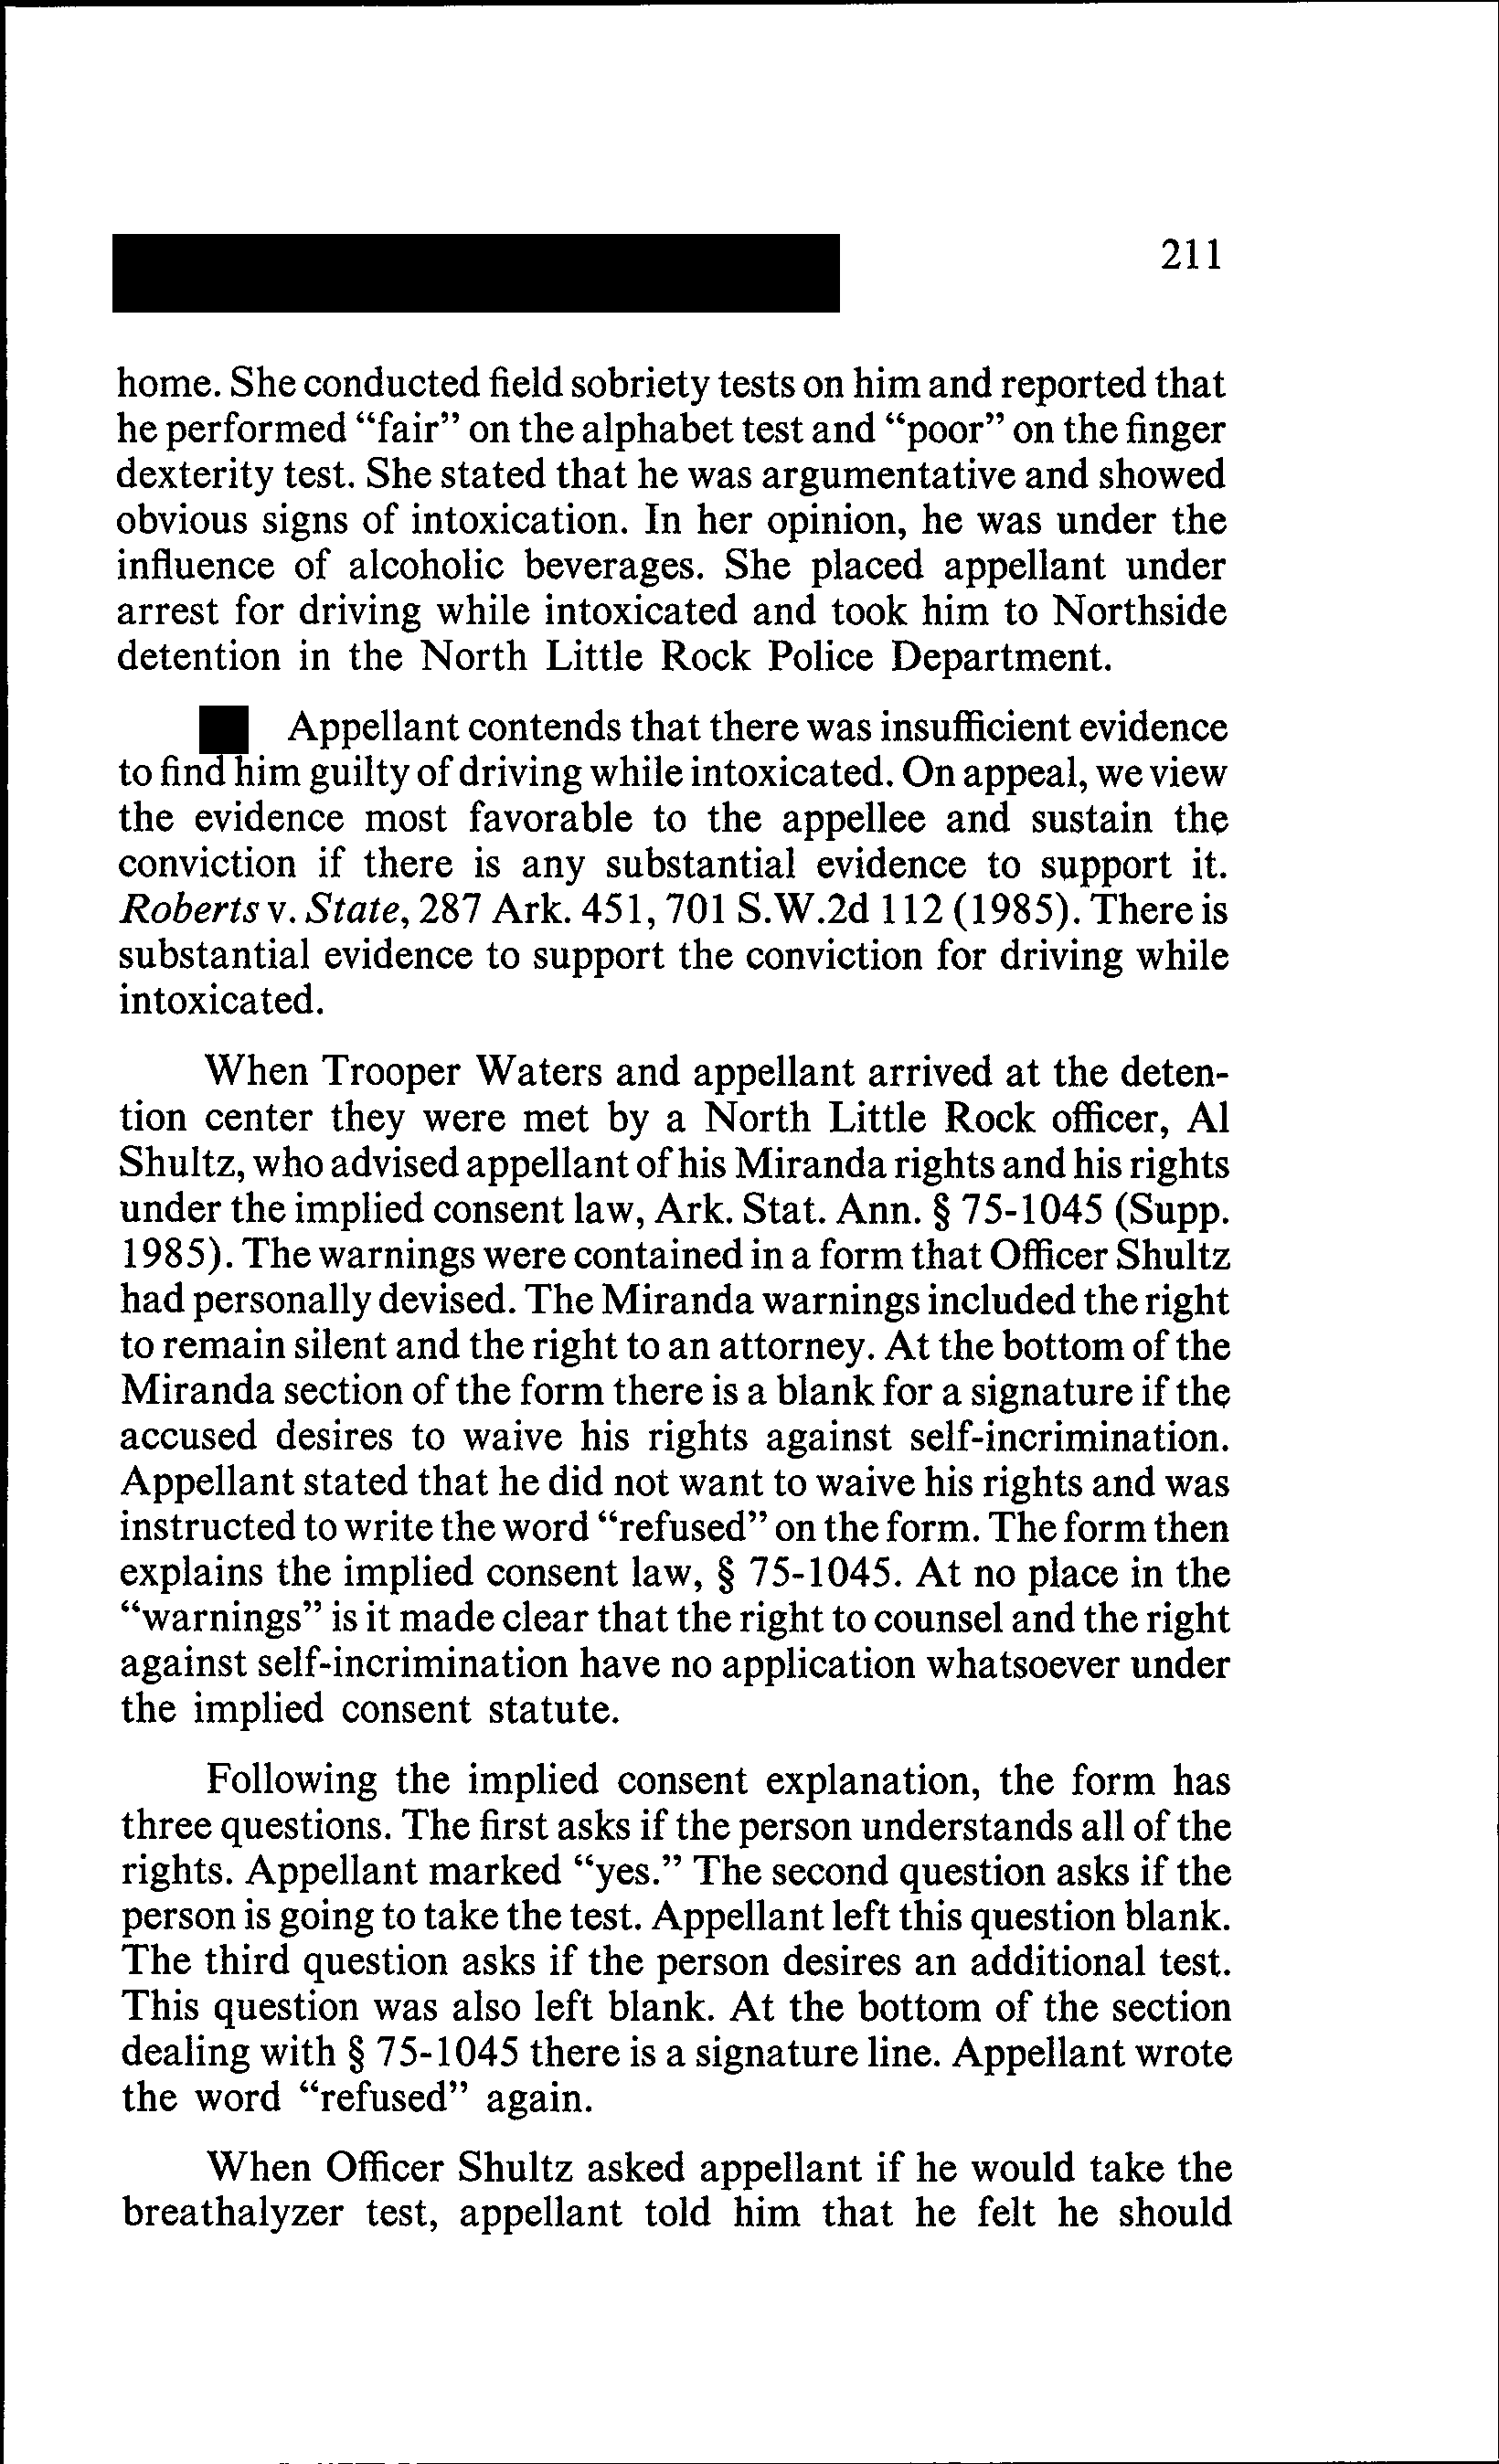 211
home. She conducted field sobriety tests on him and reported that
he performed “fair” on the alphabet test and “poor” on the finger
dexterity test. She stated that he was argumentative and showed
obvious signs of intoxication. In her opinion, he was under the
influence of alcoholic beverages. She placed appellant under
arrest for driving while intoxicated and took him to Northside
detention in the North Little Rock Police Department.
Appellant contends that there was insufficient evidence
to find him guilty of driving while intoxicated. On appeal, we view
the evidence most favorable to the appellee and sustain the
conviction if there is any substantial evidence to support it.
Roberts v. State, 287 Ark. 451, 701 S.W.2d 112 (1985). There is
substantial evidence to support the conviction for driving while
intoxicated.
When Trooper Waters and appellant arrived at the deten-
tion center they were met by a North Little Rock officer, Al
Shultz, who advised appellant of his Miranda rights and his rights
under the implied consent law, Ark. Stat. Ann. § 75-1045 (Supp.
1985). The warnings were contained in a form that Officer Shultz
had personally devised. The Miranda warnings included the right
to remain silent and the right to an attorney. At the bottom of the
Miranda section of the form there is a blank for a signature if the
accused desires to waive his rights against self-incrimination.
Appellant stated that he did not want to waive his rights and was
instructed to write the word “refused” on the form. The form then
explains the implied consent law, § 75-1045. At no place in the
“warnings” is it made clear that the right to counsel and the right
against self-incrimination have no application whatsoever under
the implied consent statute.
Following the implied consent explanation, the form has
three questions. The first asks if the person understands all of the
rights. Appellant marked “yes.” The second question asks if the
person is going to take the test. Appellant left this question blank.
The third question asks if the person desires an additional test.
This question was also left blank. At the bottom of the section
dealing with § 75-1045 there is a signature line. Appellant wrote
the word “refused” again.
When Officer Shultz asked appellant if he would take the
breathalyzer test, appellant told him that he felt he should